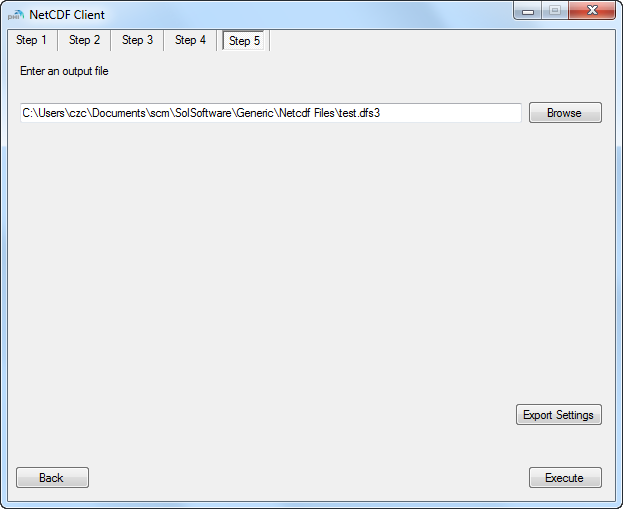 NetCDF Client
Step 1 Step 2 Step 3 Step 4 Step 5
Enter an output file
C:\Users\czc\Documents\scm\SolSoftware\Generic\Netcdf Files\test.dfs3 Browse
Export Settings
Back Execute